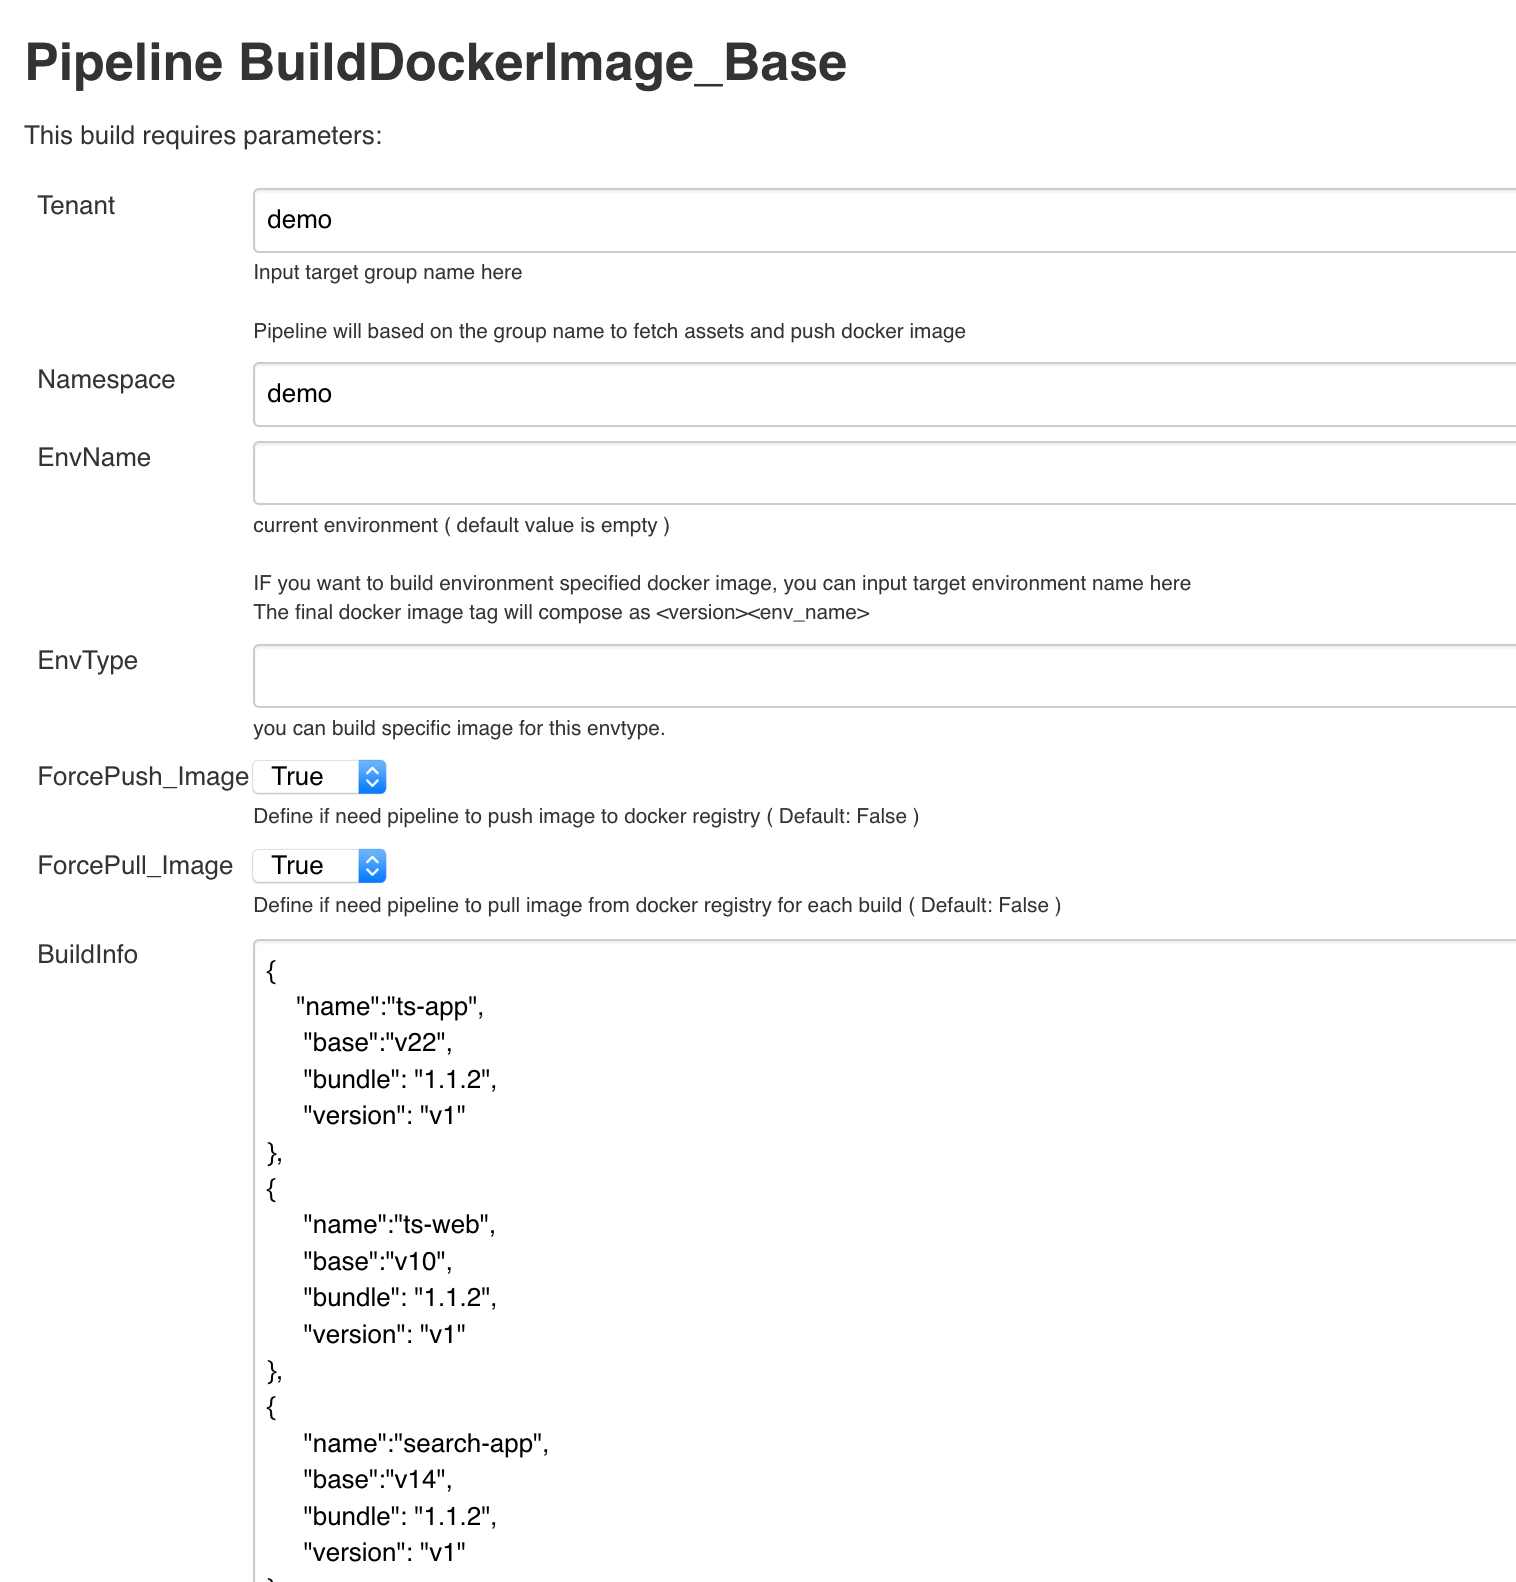 Pipeline BuildDockerImage_Base
This build requires parameters:
Tenant
demo
Input target group name here
Pipeline will based on the group name to fetch assets and push docker image
Namespace
demo
EnvName
current environment ( default value is empty )
IF you want to build environment specified docker image, you can input target environment name here
The final docker image tag will compose as <version><env_name>
EnvType
you can build specific image for this envtype.
ForcePush_Image
True
Define if need pipeline to push image to docker registry ( Default: False )
ForcePull_Image
True
Define if need pipeline to pull image from docker registry for each build ( Default: False )
BuildInfo
{
"name":"ts-app",
"base":"v22",
"bundle": "1.1.2",
"version": "v1"
},
{
"name":"ts-web",
"base":"v10",
"bundle": "1.1.2",
"version": "v1"
},
{
"name":"search-app",
"base":"v14",
"bundle": "1.1.2",
"version": "v1"